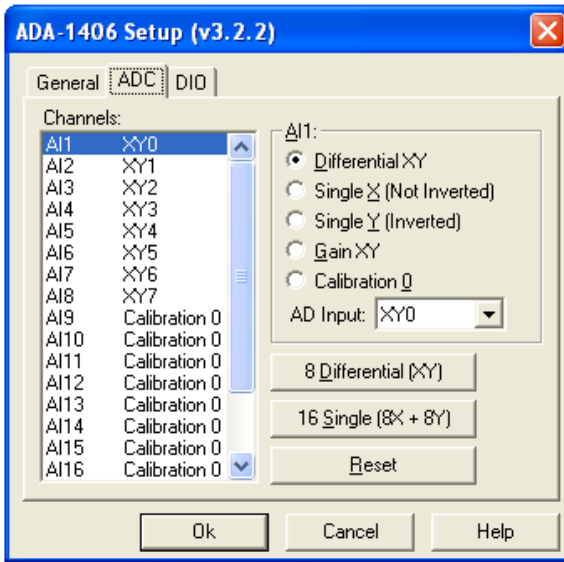 ADA-1406 Setup (v3.2.2)
General ADC DIO
Channels:
AI1 XY0
AI2 XY1
AI3 XY2
AI4 XY3
AI5 XY4
AI6 XY5
AI7 XY6
AI8 XY7
AI9 Calibration 0
AI10 Calibration 0
AI11 Calibration 0
AI12 Calibration 0
AI13 Calibration 0
AI14 Calibration 0
AI15 Calibration 0
AI16 Calibration 0
AI1:
Differential XY
Single X (Not Inverted)
Single Y (Inverted)
Gain XY
Calibration 0
AD Input: XY0
8 Differential (XY)
16 Single (8X + 8Y)
Reset
Ok Cancel Help